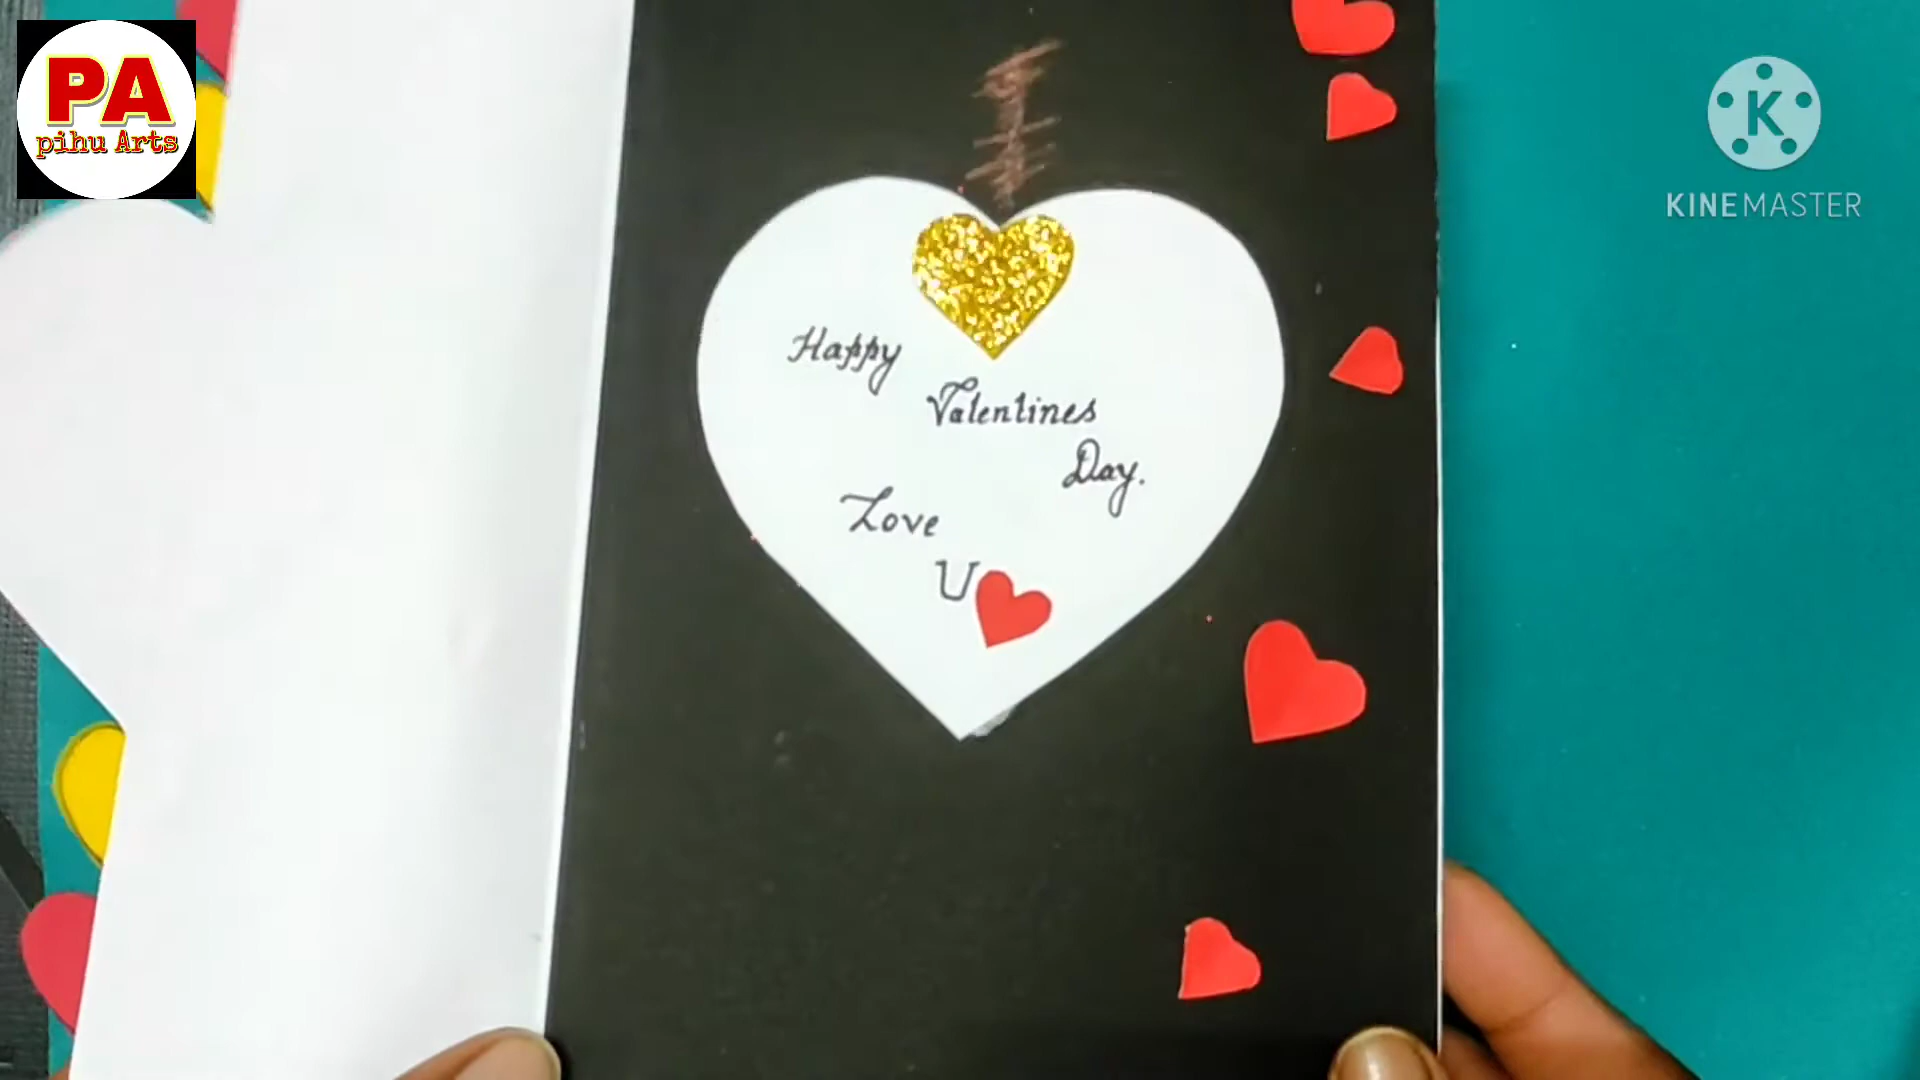 PA
pihu Arts
K
KINEMASTER
Happy
Valentines
Day.
Love
U